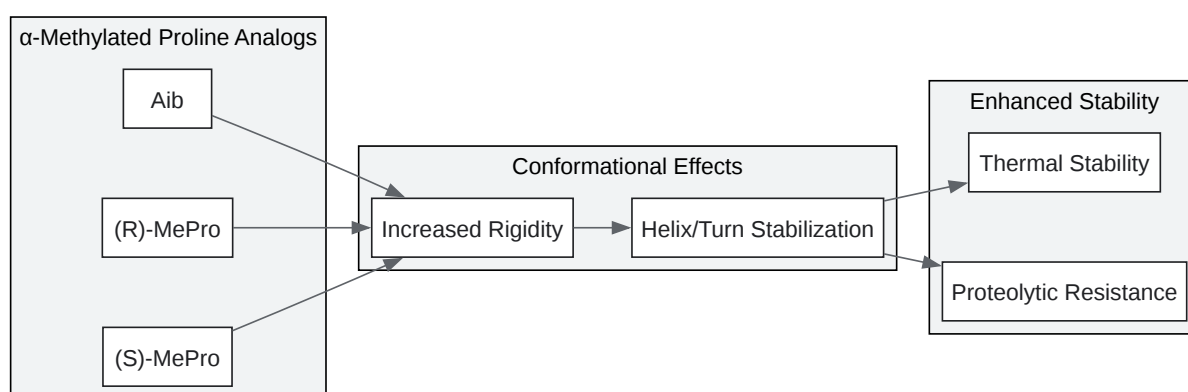 α-Methylated Proline Analogs
Aib
(R)-MePro
(S)-MePro
Conformational Effects
Increased Rigidity
Helix/Turn Stabilization
Enhanced Stability
Thermal Stability
Proteolytic Resistance